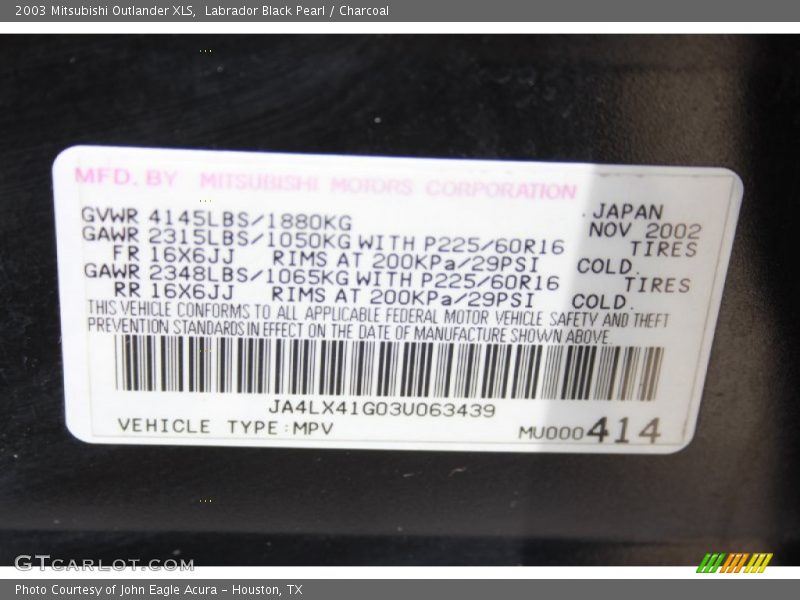 2003 Mitsubishi Outlander XLS,  Labrador Black Pearl / Charcoal
MFD. BY MITSUBISHI MOTORS CORPORATION
JAPAN
GVWR 4145LBS/1880KG NOV 2002
GAWR 2315LBS/1050KG WITH P225/60R16 TIRES
FR 16X6JJ RIMS AT 200KPa/29PSI COLD.
GAWR 2348LBS/1065KG WITH P225/60R16 TIRES
RR 16X6JJ RIMS AT 200KPa/29PSI COLD.
THIS VEHICLE CONFORMS TO ALL APPLICABLE FEDERAL MOTOR VEHICLE SAFETY AND THEFT
PREVENTION STANDARDS IN EFFECT ON THE DATE OF MANUFACTURE SHOWN ABOVE.
JA4LX41G03U063439
VEHICLE TYPE:MPV MU000414
GTCARLOT.COM
Photo Courtesy of John Eagle Acura - Houston, TX